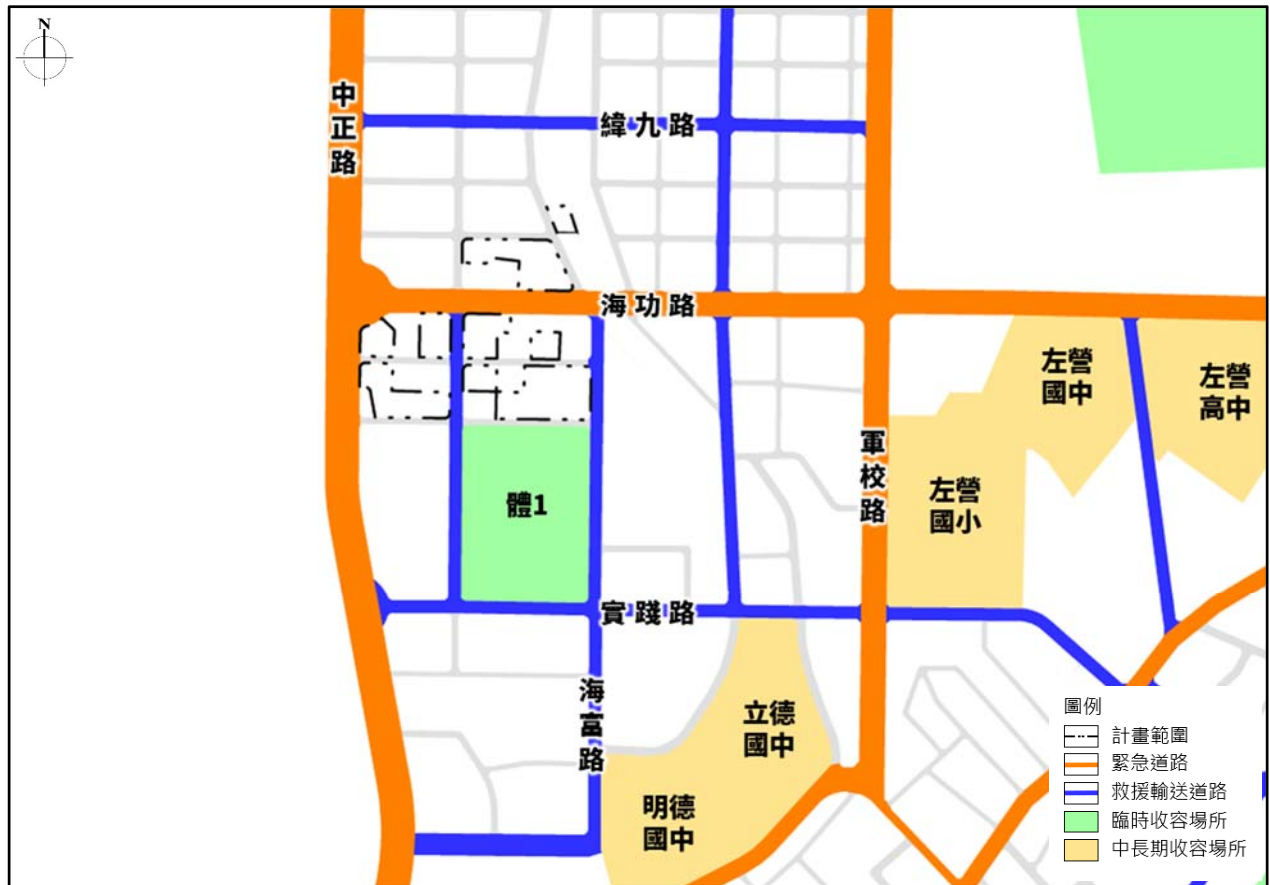 N
中正路
緯九路
海功路
左營
國中
左營
高中
軍校路
左營
國小
體1
實踐路
海富路
立德
國中
明德
國中
圖例
計畫範圍
緊急道路
救援輸送道路
臨時收容場所
中長期收容場所